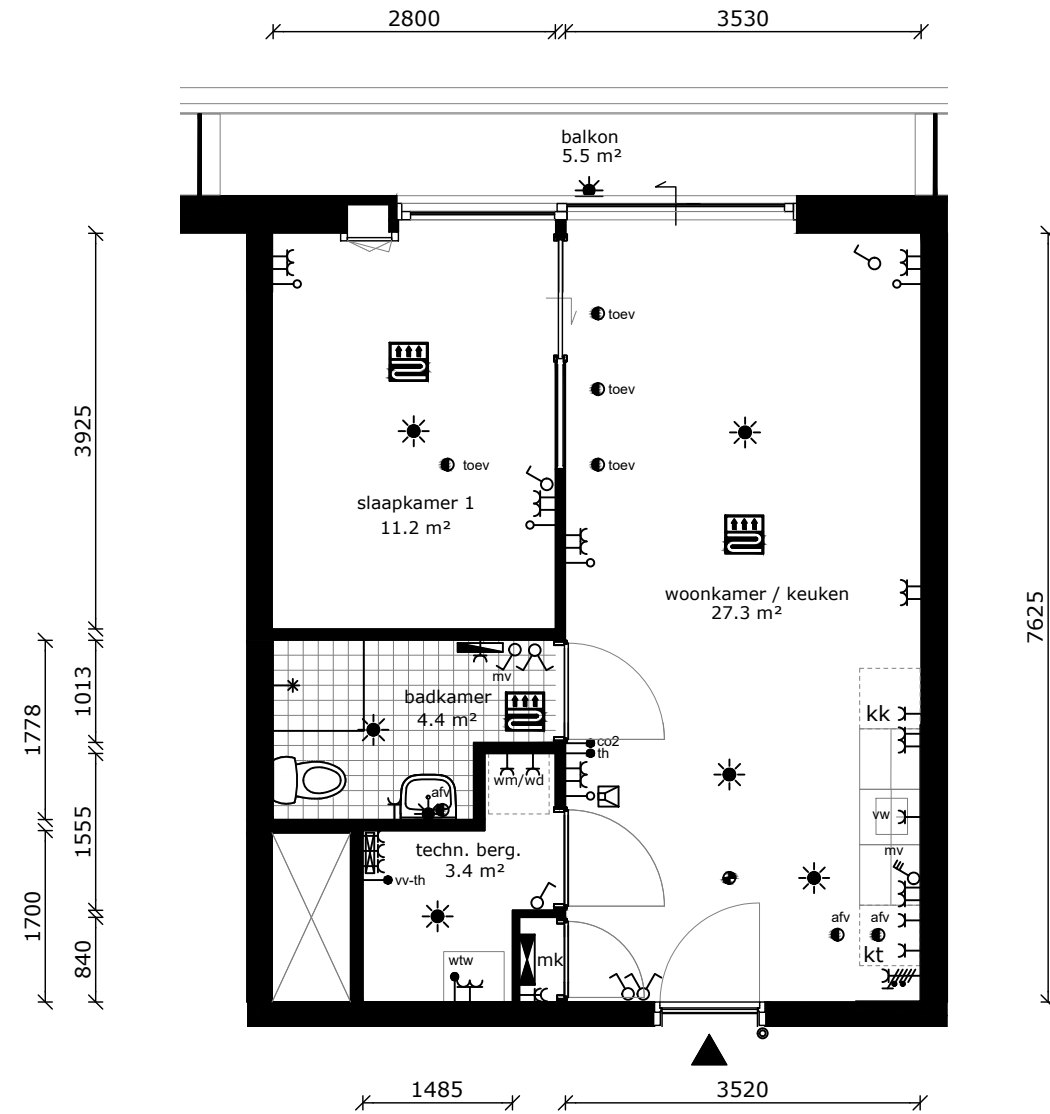 2800
3530
balkon
5.5 m²
toev
toev
toev
toev
3925
slaapkamer 1
11.2 m²
woonkamer / keuken
27.3 m²
7625
1013
1778
mv
badkamer
4.4 m²
kk
co2
th
wm/wd
afv
vw
mv
1555
techn. berg.
3.4 m²
vv-th
1700
840
afv
afv
kt
wtw
mk
1485
3520